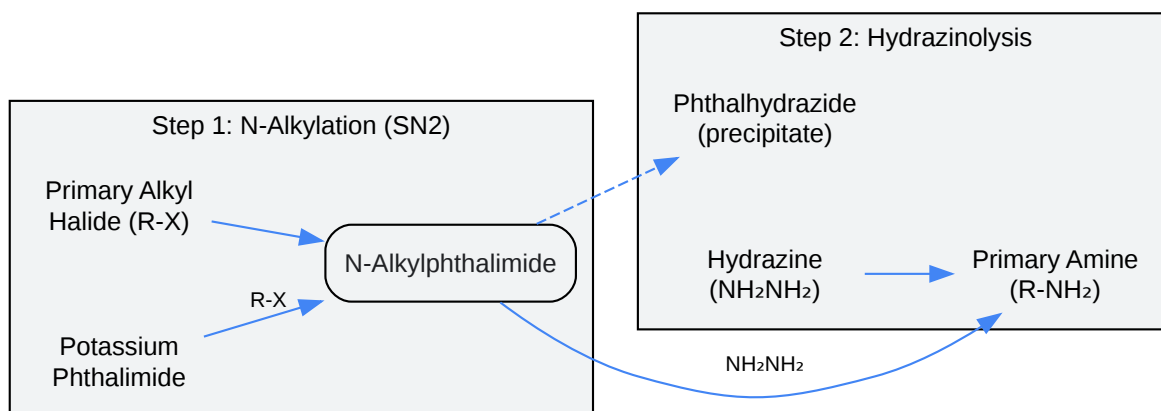 Step 1: N-Alkylation (SN2)
Primary Alkyl
Halide (R-X)
N-Alkylphthalimide
R-X
Potassium
Phthalimide
Step 2: Hydrazinolysis
Phthalhydrazide
(precipitate)
Hydrazine
(NH₂NH₂)
Primary Amine
(R-NH₂)
NH₂NH₂